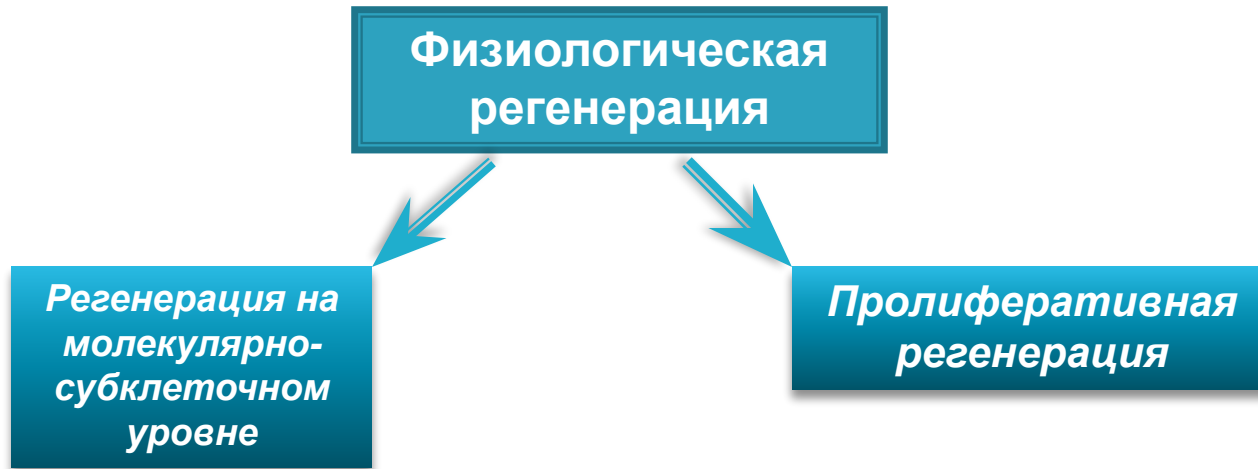 Физиологическая
регенерация
Регенерация на
молекулярно-
субклеточном
уровне
Пролиферативная
регенерация